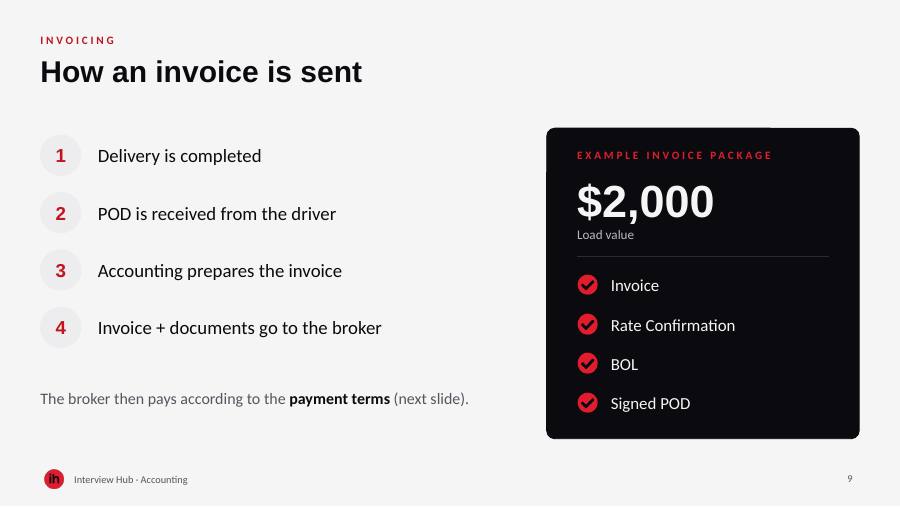 INVOICING
How an invoice is sent
1 Delivery is completed
2 POD is received from the driver
3 Accounting prepares the invoice
4 Invoice + documents go to the broker
The broker then pays according to the payment terms (next slide).
EXAMPLE INVOICE PACKAGE
$2,000
Load value
Invoice
Rate Confirmation
BOL
Signed POD
ih Interview Hub · Accounting
9